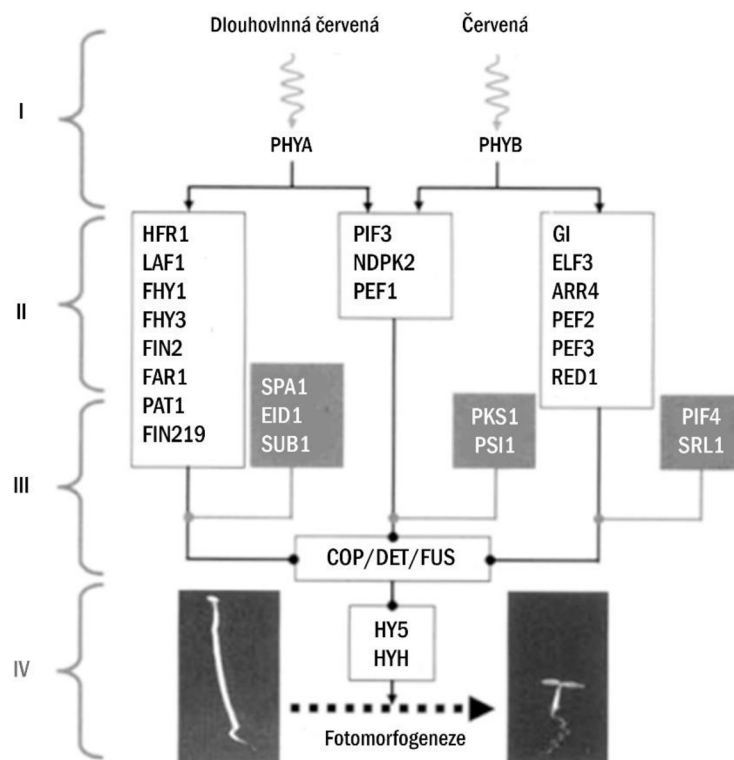 Dlouhovlnná červená
Červená
I
PHYA
PHYB
HFR1
LAF1
FHY1
FHY3
FIN2
FAR1
PAT1
FIN219
PIF3
NDPK2
PEF1
GI
ELF3
ARR4
PEF2
PEF3
RED1
II
SPA1
EID1
SUB1
PKS1
PSI1
PIF4
SRL1
III
COP/DET/FUS
HY5
HYH
IV
Fotomorfogeneze